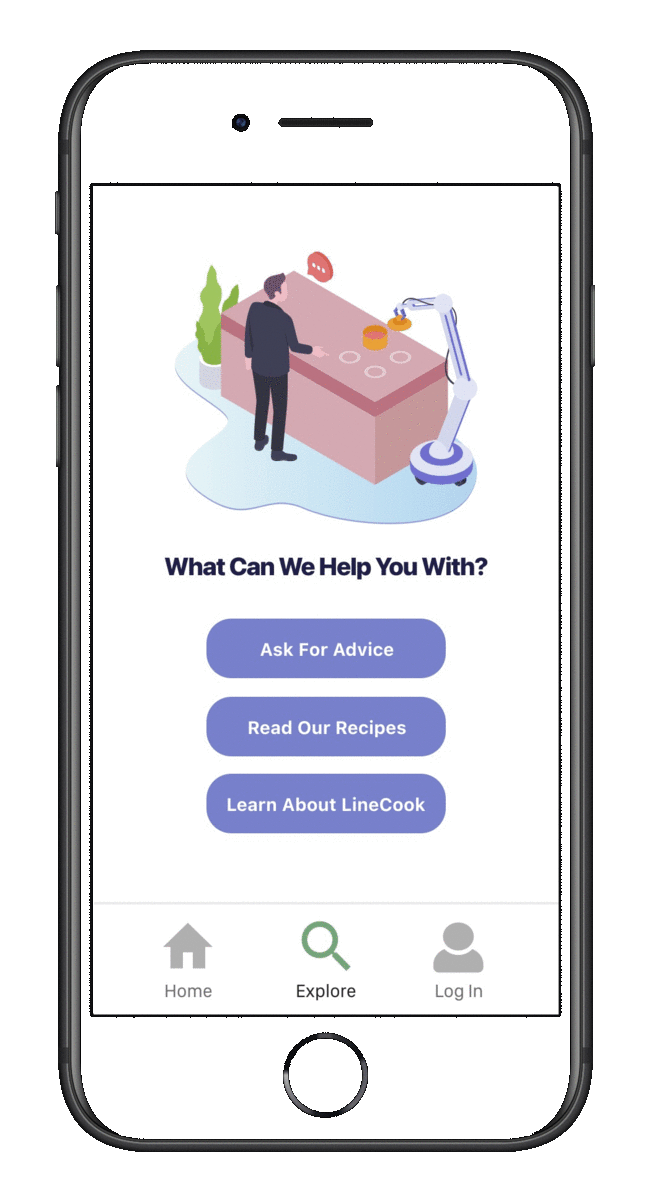 What Can We Help You With?
Ask For Advice
Read Our Recipes
Learn About LineCook
Home
Explore
Log In